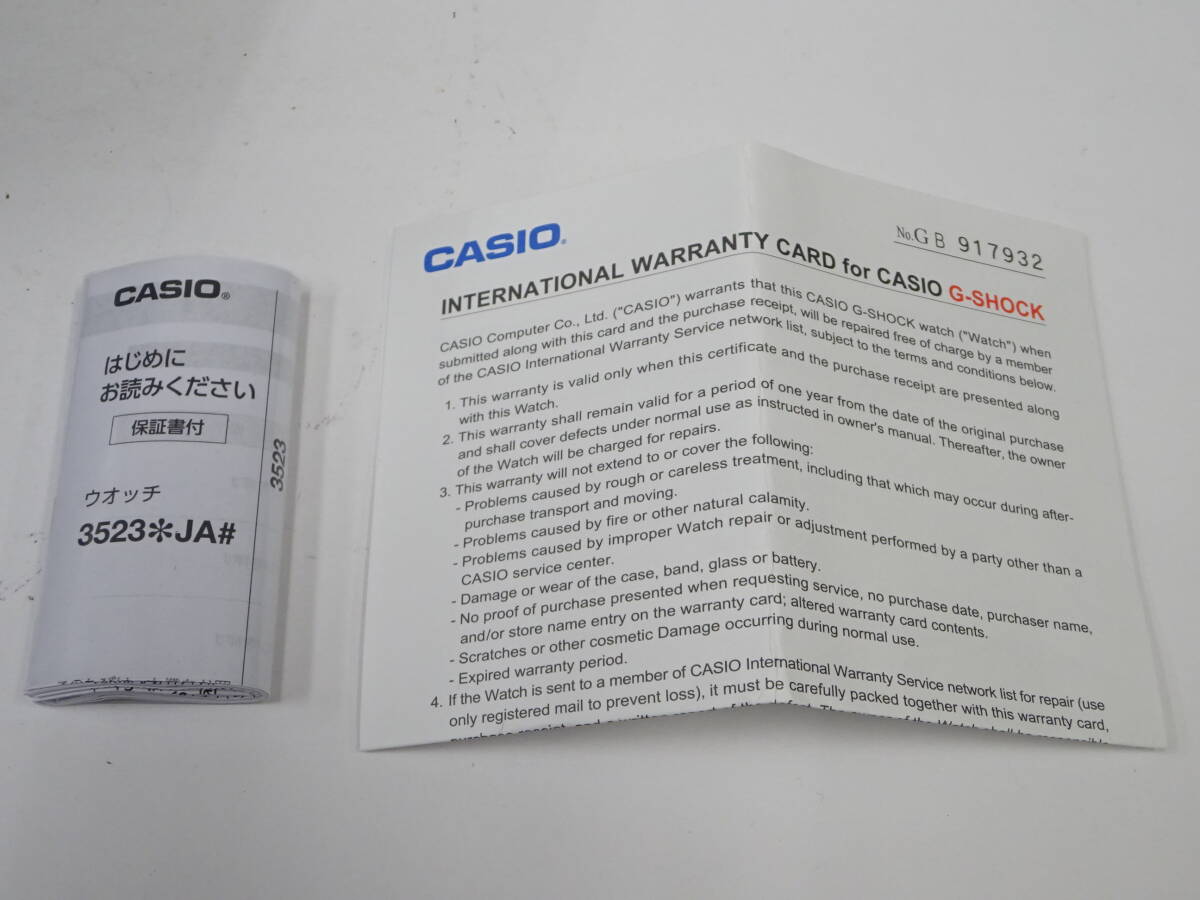 CASIO®
はじめに
お読みください
保証書付
ウオッチ
3523✻JA#
3523
CASIO®
No.GB 917932
INTERNATIONAL WARRANTY CARD for CASIO G-SHOCK
CASIO Computer Co., Ltd. ("CASIO") warrants that this CASIO G-SHOCK watch ("Watch") when
submitted along with this card and the purchase receipt, will be repaired free of charge by a member
of the CASIO International Warranty Service network list, subject to the terms and conditions below.
1. This warranty is valid only when this certificate and the purchase receipt are presented along
with this Watch.
2. This warranty shall remain valid for a period of one year from the date of the original purchase
and shall cover defects under normal use as instructed in owner's manual. Thereafter, the owner
of the Watch will be charged for repairs.
3. This warranty will not extend to or cover the following:
- Problems caused by rough or careless treatment, including that which may occur during after-
purchase transport and moving.
- Problems caused by fire or other natural calamity.
- Problems caused by improper Watch repair or adjustment performed by a party other than a
CASIO service center.
- Damage or wear of the case, band, glass or battery.
- No proof of purchase presented when requesting service, no purchase date, purchaser name,
and/or store name entry on the warranty card; altered warranty card contents.
- Scratches or other cosmetic Damage occurring during normal use.
- Expired warranty period.
4. If the Watch is sent to a member of CASIO International Warranty Service network list for repair (use
only registered mail to prevent loss), it must be carefully packed together with this warranty card,